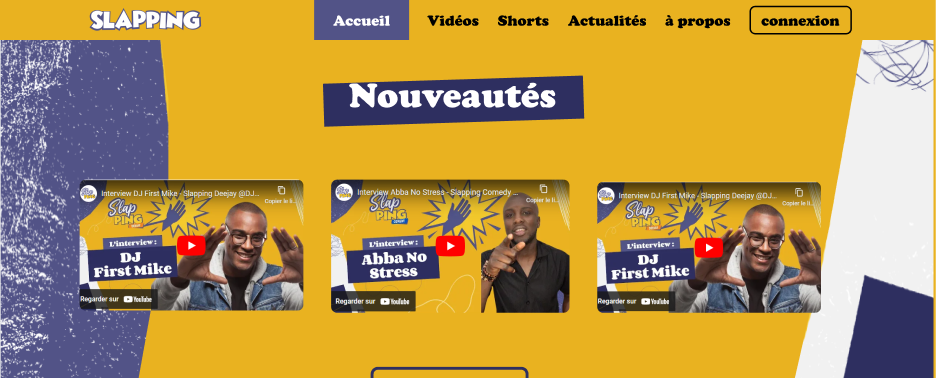 SLAPPING
Accueil
Vidéos
Shorts
Actualités
à propos
connexion
Nouveautés
Interview DJ First Mike - Slapping Deejay @DJ...
Copier le li...
Slap
PING
L'interview :
DJ
First Mike
Regarder sur YouTube
Interview Abba No Stress - Slapping Comedy ...
Copier le li...
Slap
PING
L'interview :
Abba No
Stress
Regarder sur YouTube
Interview DJ First Mike - Slapping Deejay @DJ...
Copier le li...
Slap
PING
L'interview :
DJ
First Mike
Regarder sur YouTube